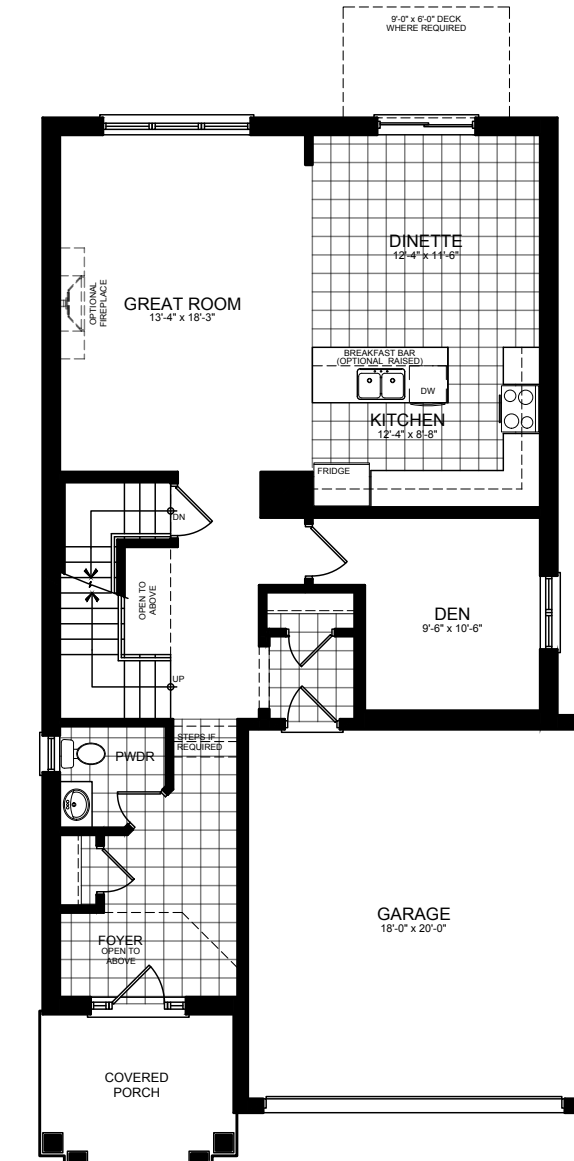 9'-0" x 6'-0" DECK
WHERE REQUIRED
DINETTE
12'-4" x 11'-6"
OPTIONAL
FIREPLACE
GREAT ROOM
13'-4" x 18'-3"
BREAKFAST BAR
(OPTIONAL RAISED)
DW
KITCHEN
12'-4" x 8'-8"
FRIDGE
DN
OPEN TO
ABOVE
DEN
9'-6" x 10'-6"
UP
STEPS IF
REQUIRED
PWDR
GARAGE
18'-0" x 20'-0"
FOYER
OPEN TO
ABOVE
COVERED
PORCH